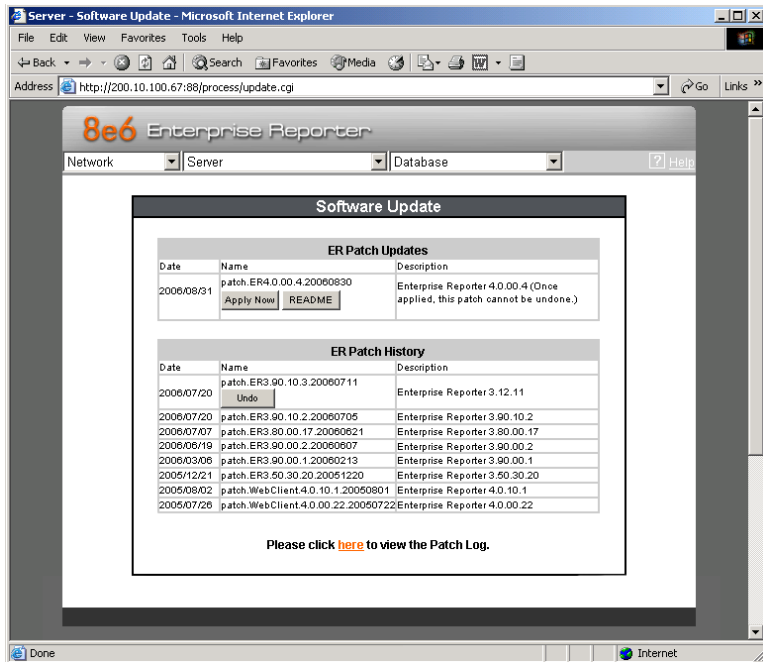 Server - Software Update - Microsoft Internet Explorer
File Edit View Favorites Tools Help
Back Search Favorites Media
Address http://200.10.100.67:88/process/update.cgi Go Links »
8e6 Enterprise Reporter
Network Server Database ? Help
Software Update
ER Patch Updates
Date Name Description
2006/08/31 patch.ER4.0.00.4.20060830 Enterprise Reporter 4.0.00.4 (Once
Apply Now README applied, this patch cannot be undone.)
ER Patch History
Date Name Description
2006/07/20 patch.ER3.90.10.3.20060711 Enterprise Reporter 3.12.11
Undo
2006/07/20 patch.ER3.90.10.2.20060705 Enterprise Reporter 3.90.10.2
2006/07/07 patch.ER3.80.00.17.20060621 Enterprise Reporter 3.80.00.17
2006/06/19 patch.ER3.90.00.2.20060607 Enterprise Reporter 3.90.00.2
2006/03/06 patch.ER3.90.00.1.20060213 Enterprise Reporter 3.90.00.1
2005/12/21 patch.ER3.50.30.20.20051220 Enterprise Reporter 3.50.30.20
2005/08/02 patch.WebClient.4.0.10.1.20050801 Enterprise Reporter 4.0.10.1
2005/07/26 patch.WebClient.4.0.00.22.20050722 Enterprise Reporter 4.0.00.22
Please click here to view the Patch Log.
Done Internet